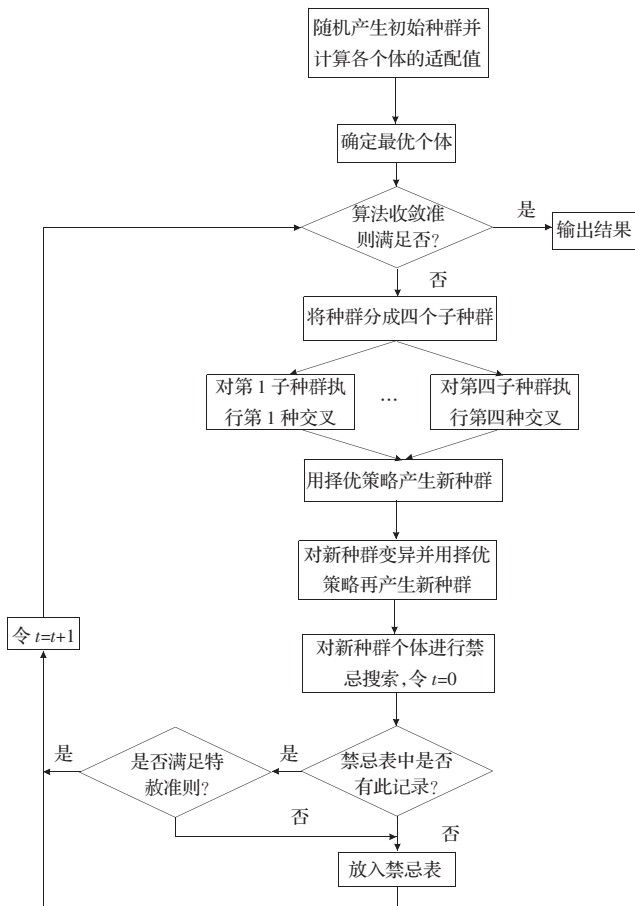 随机产生初始种群并
计算各个体的适配值
确定最优个体
算法收敛准
则满足否?
是
输出结果
否
将种群分成四个子种群
对第1子种群执
行第1种交叉
…
对第四子种群执
行第四种交叉
用择优策略产生新种群
对新种群变异并用择优
策略再产生新种群
令 t=t+1
对新种群个体进行禁
忌搜索,令 t=0
是
是否满足特
赦准则?
是
禁忌表中是否
有此记录?
否
否
放入禁忌表